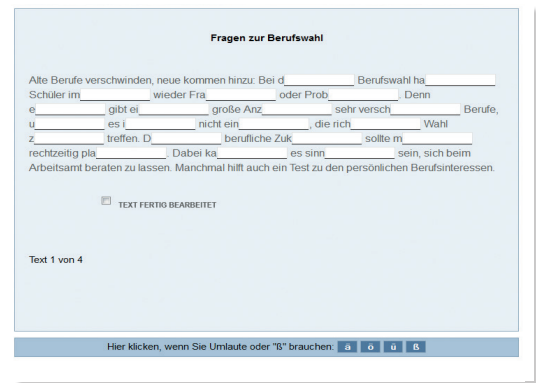 Fragen zur Berufswahl
Alte Berufe verschwinden, neue kommen hinzu: Bei d Berufswahl ha
Schüler im wieder Fra oder Prob. Denn
e gibt ei große Anz sehr versch Berufe,
u es i nicht ein, die rich Wahl
z treffen. D berufliche Zuk sollte m
rechtzeitig pla. Dabei ka es sinn sein, sich beim
Arbeitsamt beraten zu lassen. Manchmal hilft auch ein Test zu den persönlichen Berufsinteressen.
TEXT FERTIG BEARBEITET
Text 1 von 4
Hier klicken, wenn Sie Umlaute oder "ß" brauchen: ä ö ü ß